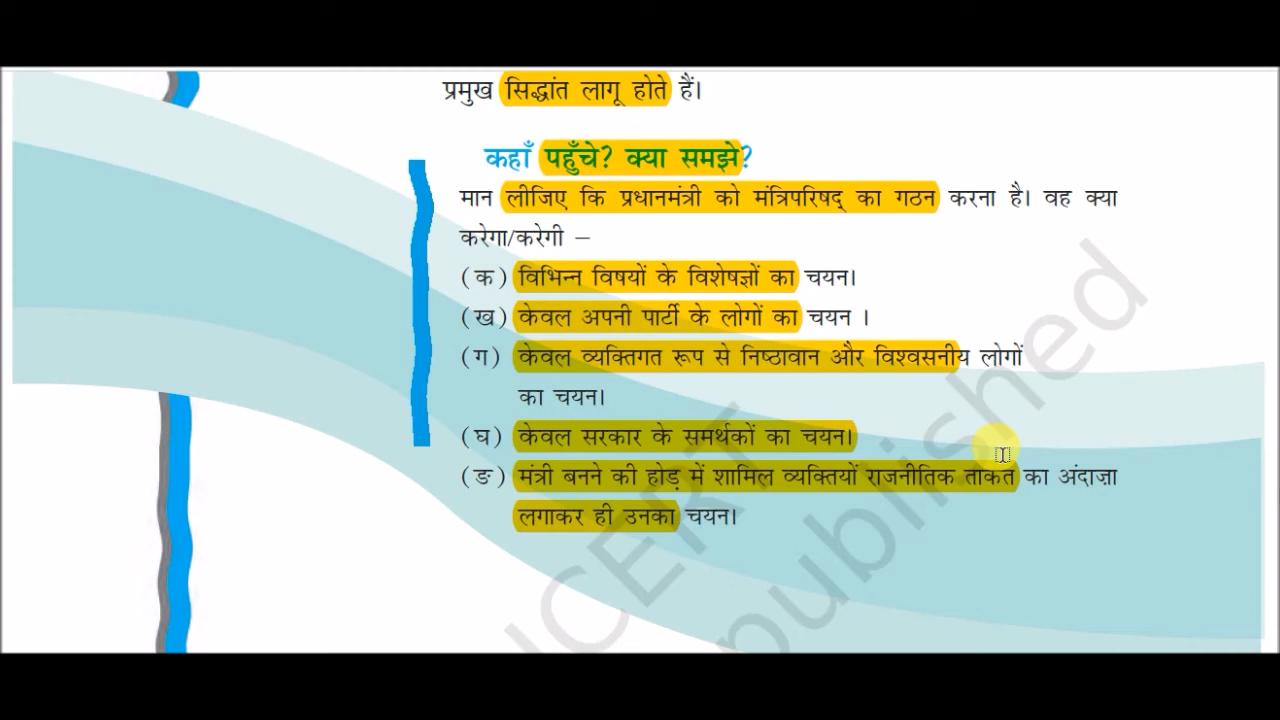 प्रमुख सिद्धांत लागू होते हैं।
कहाँ पहुँचे? क्या समझे?
मान लीजिए कि प्रधानमंत्री को मंत्रिपरिषद् का गठन करना है। वह क्या
करेगा/करेगी –
(क) विभिन्न विषयों के विशेषज्ञों का चयन।
(ख) केवल अपनी पार्टी के लोगों का चयन ।
(ग) केवल व्यक्तिगत रूप से निष्ठावान और विश्वसनीय लोगों
का चयन।
(घ) केवल सरकार के समर्थकों का चयन।
(ङ) मंत्री बनने की होड़ में शामिल व्यक्तियों राजनीतिक ताकत का अंदाज़ा
लगाकर ही उनका चयन।
NCERT
published